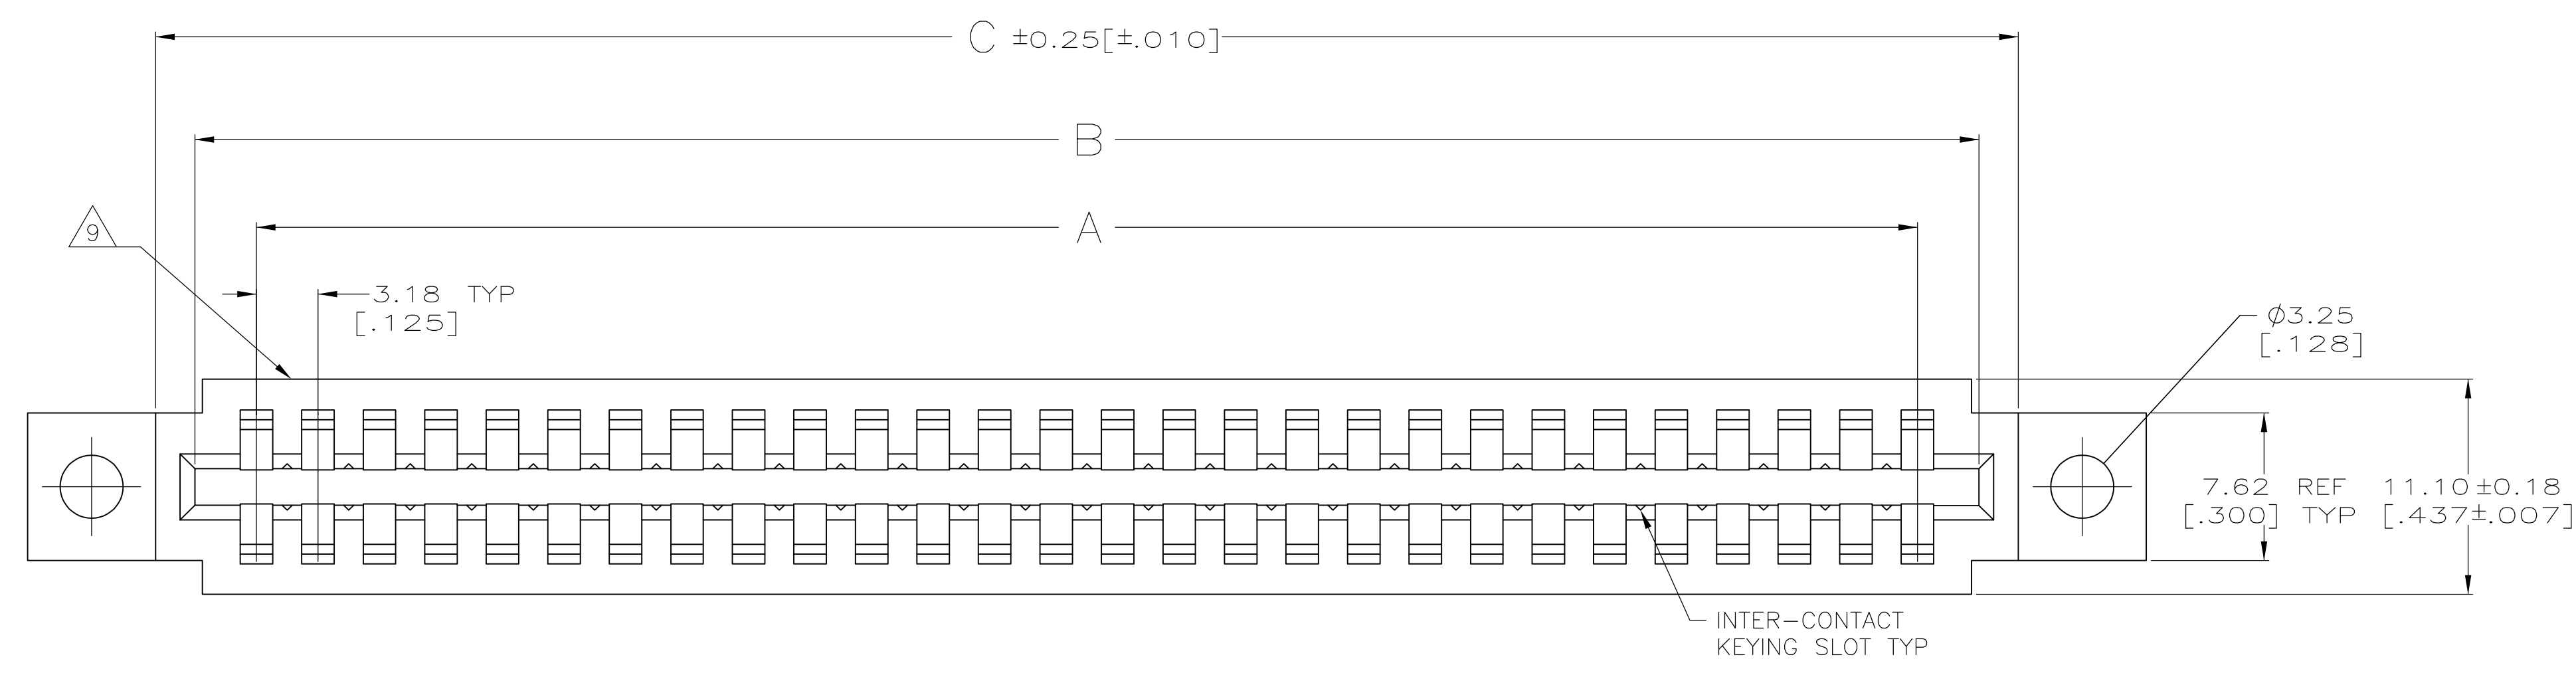 C ±0.25[±.010]
B
A
9
3.18 TYP
[.125]
⌀3.25
[.128]
7.62 REF
[.300] TYP
11.10±0.18
[.437±.007]
INTER-CONTACT
KEYING SLOT TYP